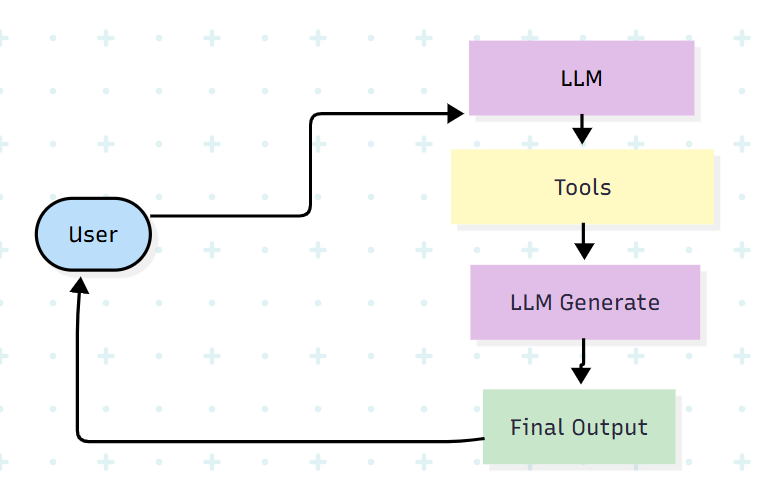 LLM
Tools
User
LLM Generate
Final Output